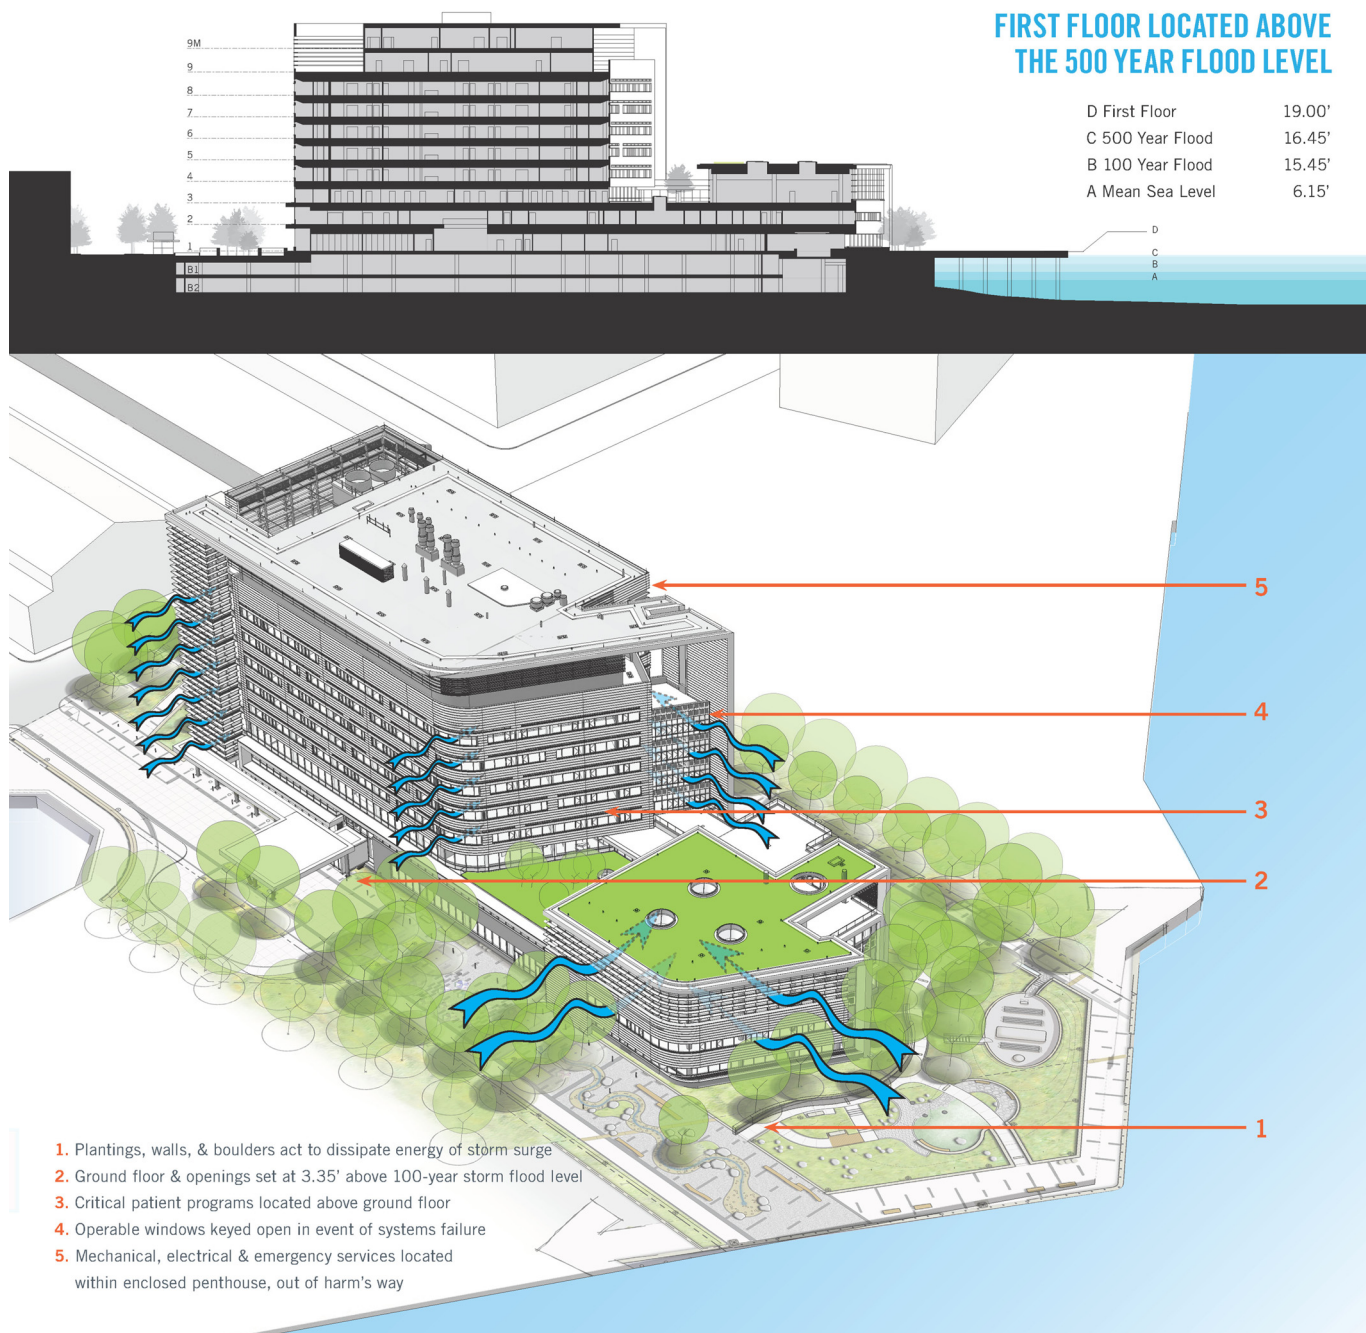 FIRST FLOOR LOCATED ABOVE
THE 500 YEAR FLOOD LEVEL
D First Floor 19.00'
C 500 Year Flood 16.45'
B 100 Year Flood 15.45'
A Mean Sea Level 6.15'
9M
9
8
7
6
5
4
3
2
1
B1
B2
D
C
B
A
5
4
3
2
1
1. Plantings, walls, & boulders act to dissipate energy of storm surge
2. Ground floor & openings set at 3.35' above 100-year storm flood level
3. Critical patient programs located above ground floor
4. Operable windows keyed open in event of systems failure
5. Mechanical, electrical & emergency services located
within enclosed penthouse, out of harm's way